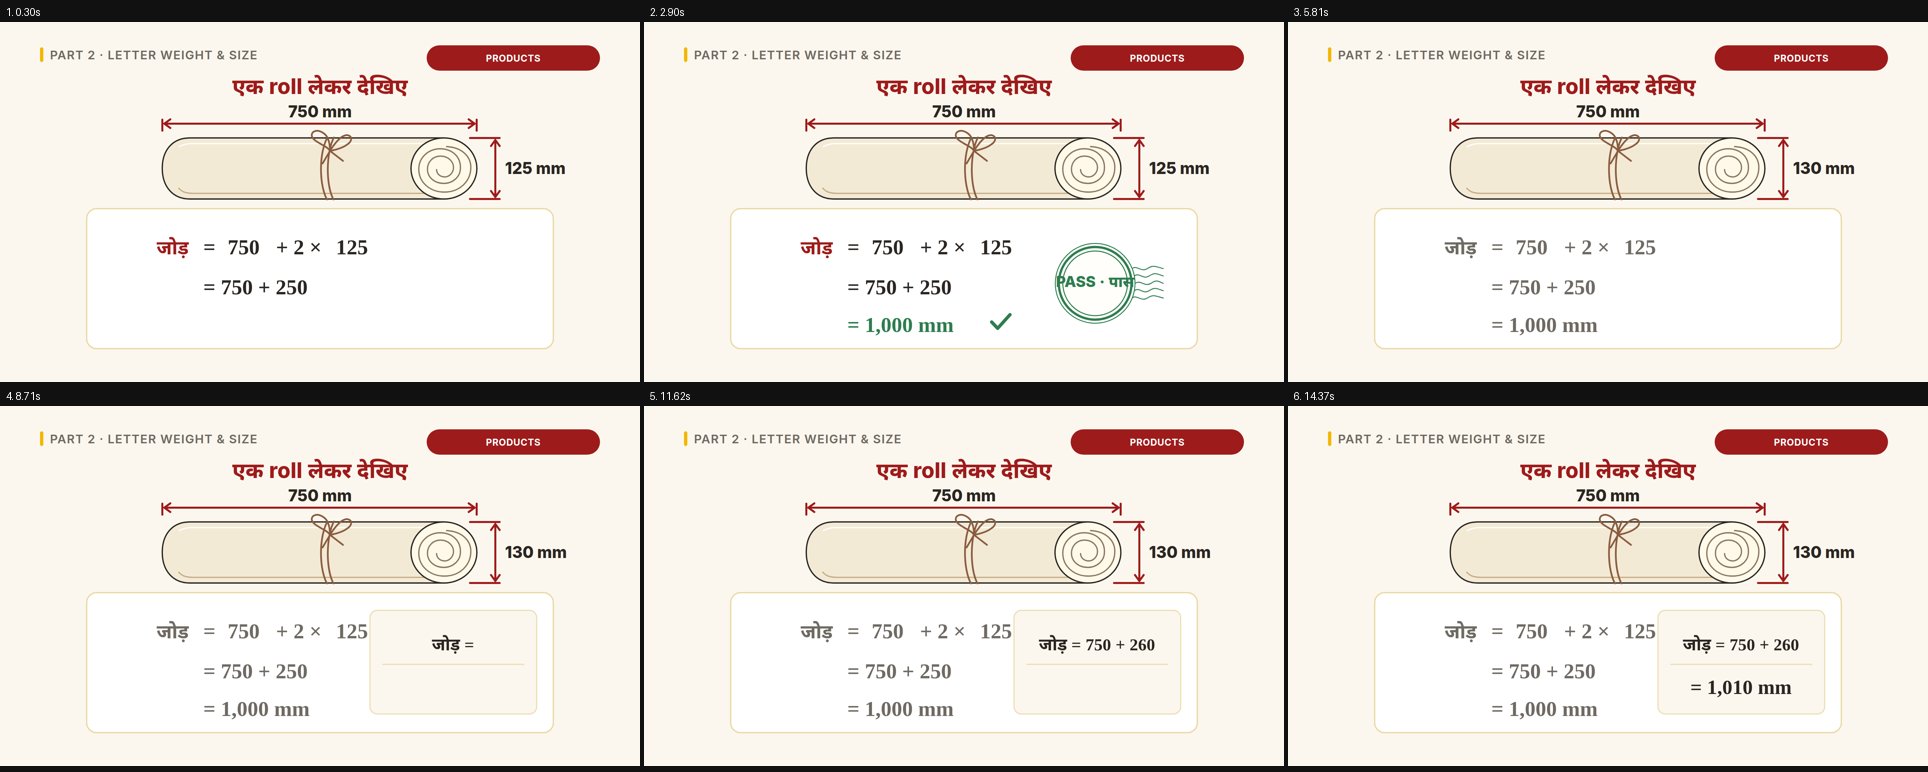 1. 0.30s
PART 2 · LETTER WEIGHT & SIZE
PRODUCTS
एक roll लेकर देखिए
750 mm
125 mm
जोड़ = 750 + 2 × 125
= 750 + 250
2. 2.90s
PART 2 · LETTER WEIGHT & SIZE
PRODUCTS
एक roll लेकर देखिए
750 mm
125 mm
जोड़ = 750 + 2 × 125
= 750 + 250
PASS · पास
= 1,000 mm
3. 5.81s
PART 2 · LETTER WEIGHT & SIZE
PRODUCTS
एक roll लेकर देखिए
750 mm
130 mm
जोड़ = 750 + 2 × 125
= 750 + 250
= 1,000 mm
4. 8.71s
PART 2 · LETTER WEIGHT & SIZE
PRODUCTS
एक roll लेकर देखिए
750 mm
130 mm
जोड़ = 750 + 2 × 125
= 750 + 250
= 1,000 mm
जोड़ =
5. 11.62s
PART 2 · LETTER WEIGHT & SIZE
PRODUCTS
एक roll लेकर देखिए
750 mm
130 mm
जोड़ = 750 + 2 × 125
= 750 + 250
= 1,000 mm
जोड़ = 750 + 260
6. 14.37s
PART 2 · LETTER WEIGHT & SIZE
PRODUCTS
एक roll लेकर देखिए
750 mm
130 mm
जोड़ = 750 + 2 × 125
= 750 + 250
= 1,000 mm
जोड़ = 750 + 260
= 1,010 mm